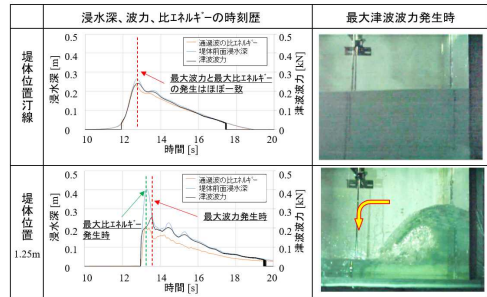 浸水深、波力、比エネルギーの時刻歴
最大津波波力発生時
堤体位置汀線
0.5
0.4
0.3
0.2
0.1
0
浸水深 [m]
通過波の比エネルギー
堤体前面浸水深
津波波力
最大波力と最大比エネルギー
の発生はほぼ一致
0.5
0.4
0.3
0.2
0.1
0
津波波力 [kN]
10 12 14 16 18 20
時間 [s]
堤体位置
1.25m
0.5
0.4
0.3
0.2
0.1
0
浸水深 [m]
通過波の比エネルギー
堤体前面浸水深
津波波力
最大比エネルギー
発生時
最大波力発生時
0.5
0.4
0.3
0.2
0.1
0
津波波力 [kN]
10 12 14 16 18 20
時間 [s]